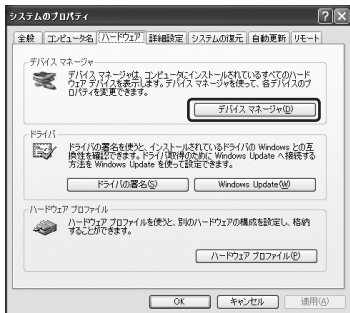 システムのプロパティ
全般 コンピュータ名 ハードウェア 詳細設定 システムの復元 自動更新 リモート
デバイス マネージャ
デバイス マネージャは、コンピュータにインストールされているすべてのハード
ウェア デバイスを表示します。デバイス マネージャを使って、各デバイスのプ
ロパティを変更できます。
デバイス マネージャ(D)
ドライバ
ドライバの署名を使うと、インストールされているドライバの Windows との互
換性を確認できます。ドライバ取得のために Windows Update へ接続する
方法を Windows Update を使って設定できます。
ドライバの署名(S) Windows Update(W)
ハードウェア プロファイル
ハードウェア プロファイルを使うと、別のハードウェアの構成を設定し、格納
することができます。
ハードウェア プロファイル(P)
OK キャンセル 適用(A)